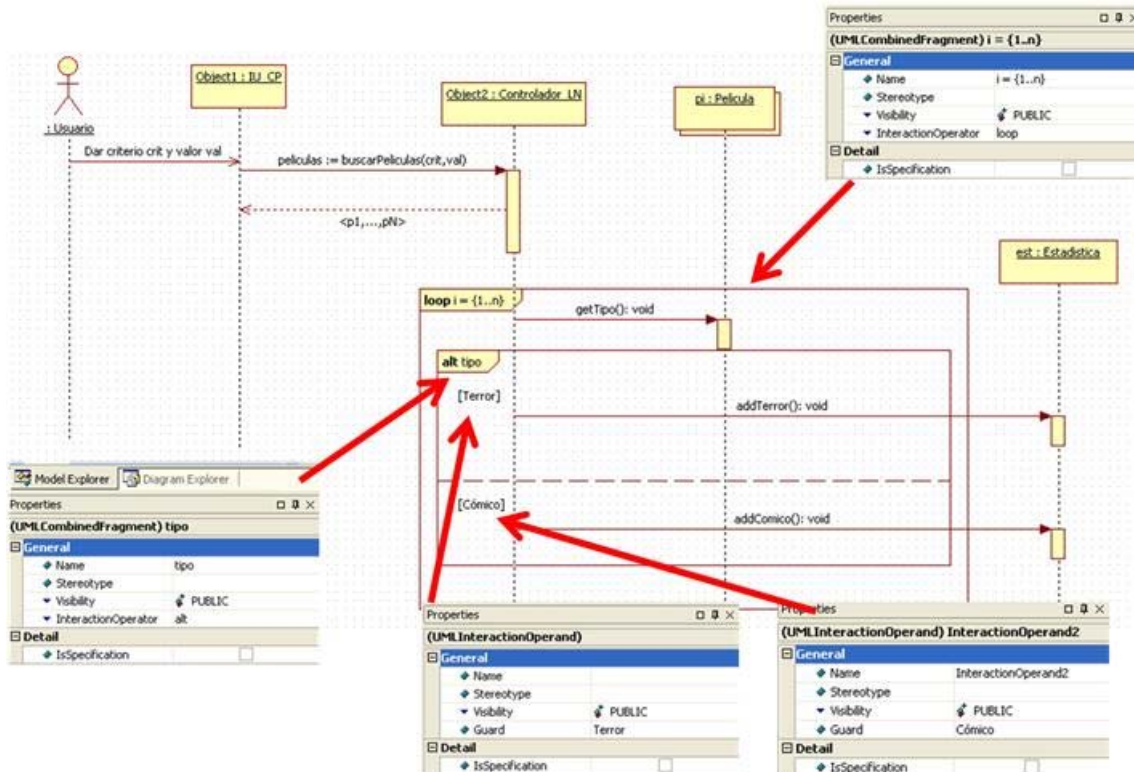 Properties
(UMLCombinedFragment) i = {1..n}
General
Name i = {1..n}
Stereotype
Visibility PUBLIC
InteractionOperator loop
Detail
IsSpecification
: Usuario
Object1 : IU_CP
Object2 : Controlador_LN
pi : Pelicula
Dar criterio crit y valor val
peliculas := buscarPeliculas(crit,val)
<p1,...,pN>
est : Estadistica
loop i = {1..n}
getTipo(): void
alt tipo
[Terror]
addTerror(): void
[Cómico]
addComico(): void
Model Explorer Diagram Explorer
Properties
(UMLCombinedFragment) tipo
General
Name tipo
Stereotype
Visibility PUBLIC
InteractionOperator alt
Detail
IsSpecification
Properties
(UMLInteractionOperand)
General
Name
Stereotype
Visibility PUBLIC
Guard Terror
Detail
IsSpecification
Properties
(UMLInteractionOperand) InteractionOperand2
General
Name InteractionOperand2
Stereotype
Visibility PUBLIC
Guard Cómico
Detail
IsSpecification